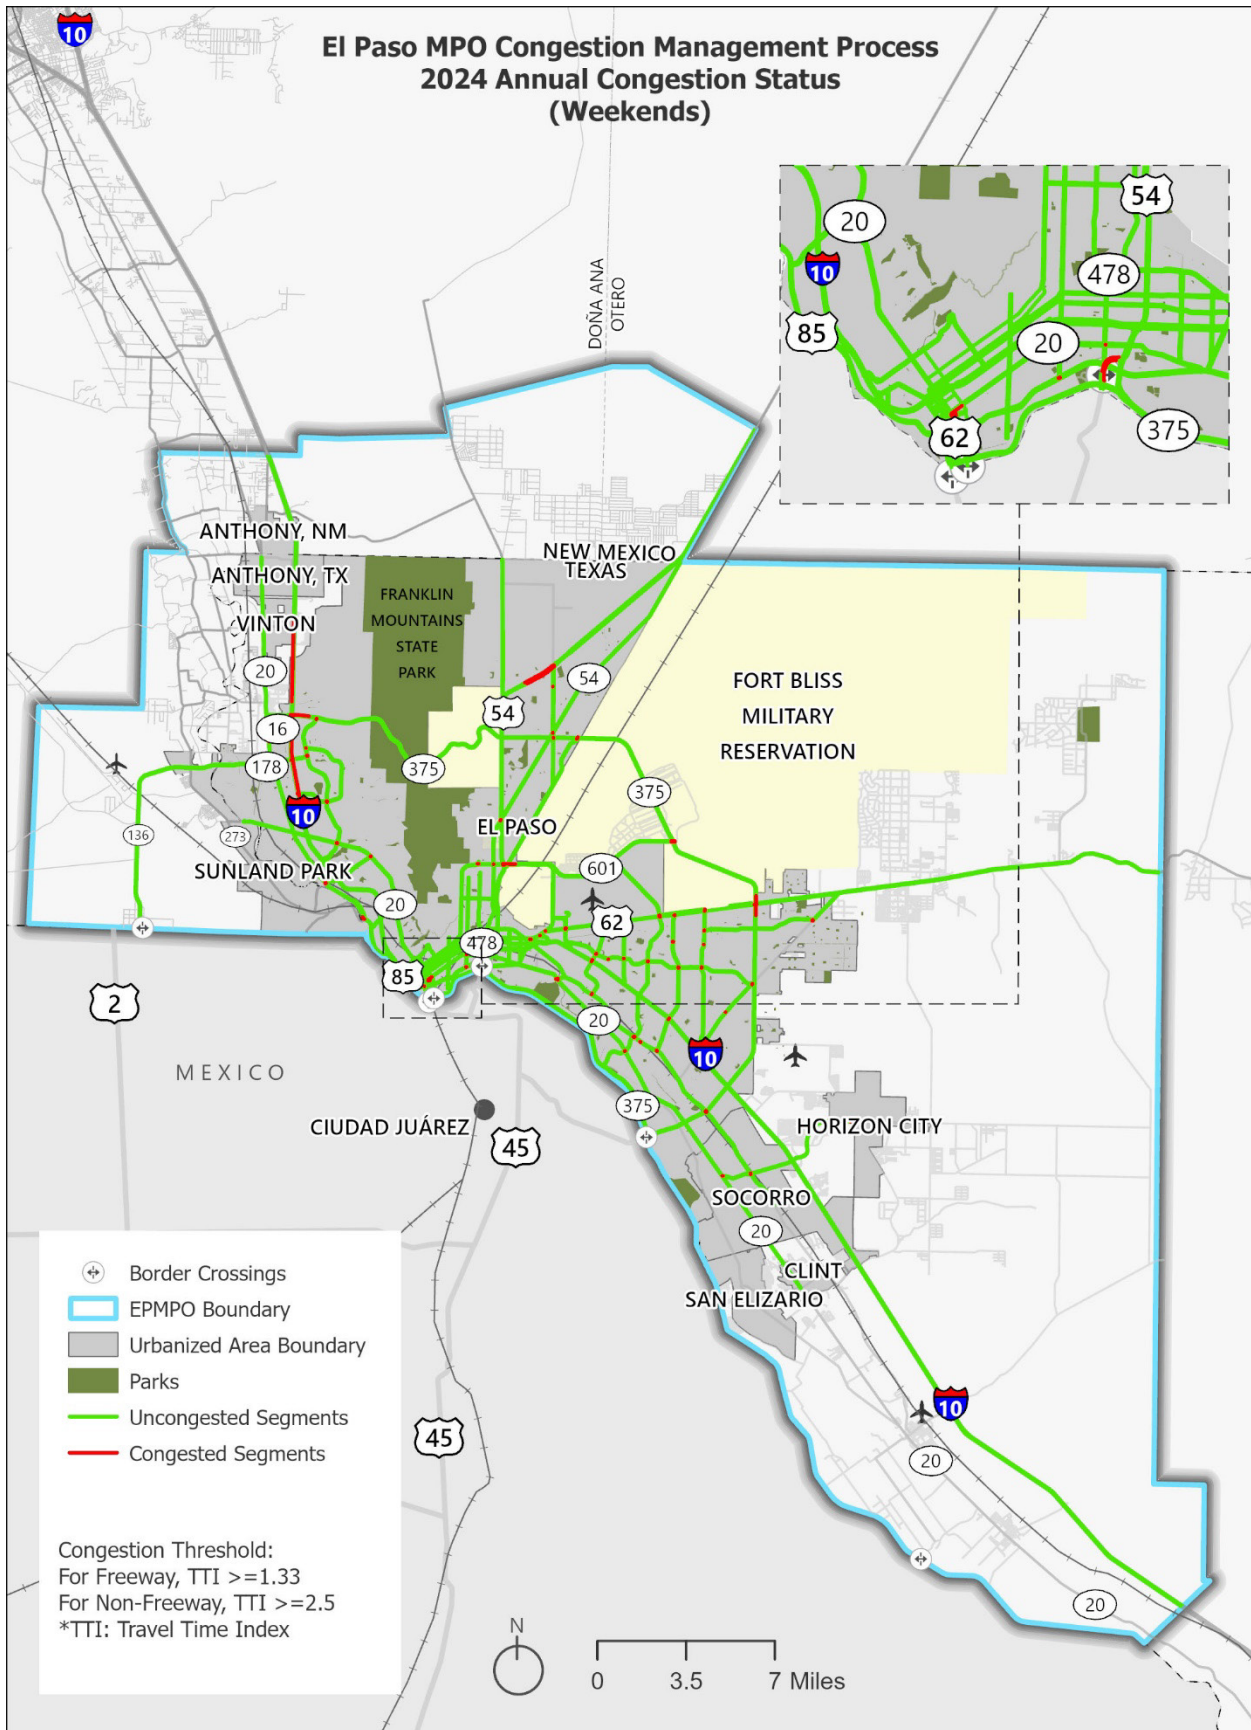 10
El Paso MPO Congestion Management Process
2024 Annual Congestion Status
(Weekends)
54
20
10
478
85
20
62
375
DOÑA ANA
OTERO
ANTHONY, NM
NEW MEXICO
TEXAS
ANTHONY, TX
FRANKLIN
MOUNTAINS
STATE
PARK
VINTON
20
54
FORT BLISS
MILITARY
RESERVATION
54
16
178
375
375
10
136
273
EL PASO
SUNLAND PARK
601
20
62
478
85
2
20
10
MEXICO
375
CIUDAD JUÁREZ
HORIZON CITY
45
SOCORRO
20
CLINT
SAN ELIZARIO
Border Crossings
EPMPO Boundary
Urbanized Area Boundary
Parks
Uncongested Segments
Congested Segments
10
45
20
Congestion Threshold:
For Freeway, TTI >=1.33
For Non-Freeway, TTI >=2.5
*TTI: Travel Time Index
20
N
0 3.5 7 Miles